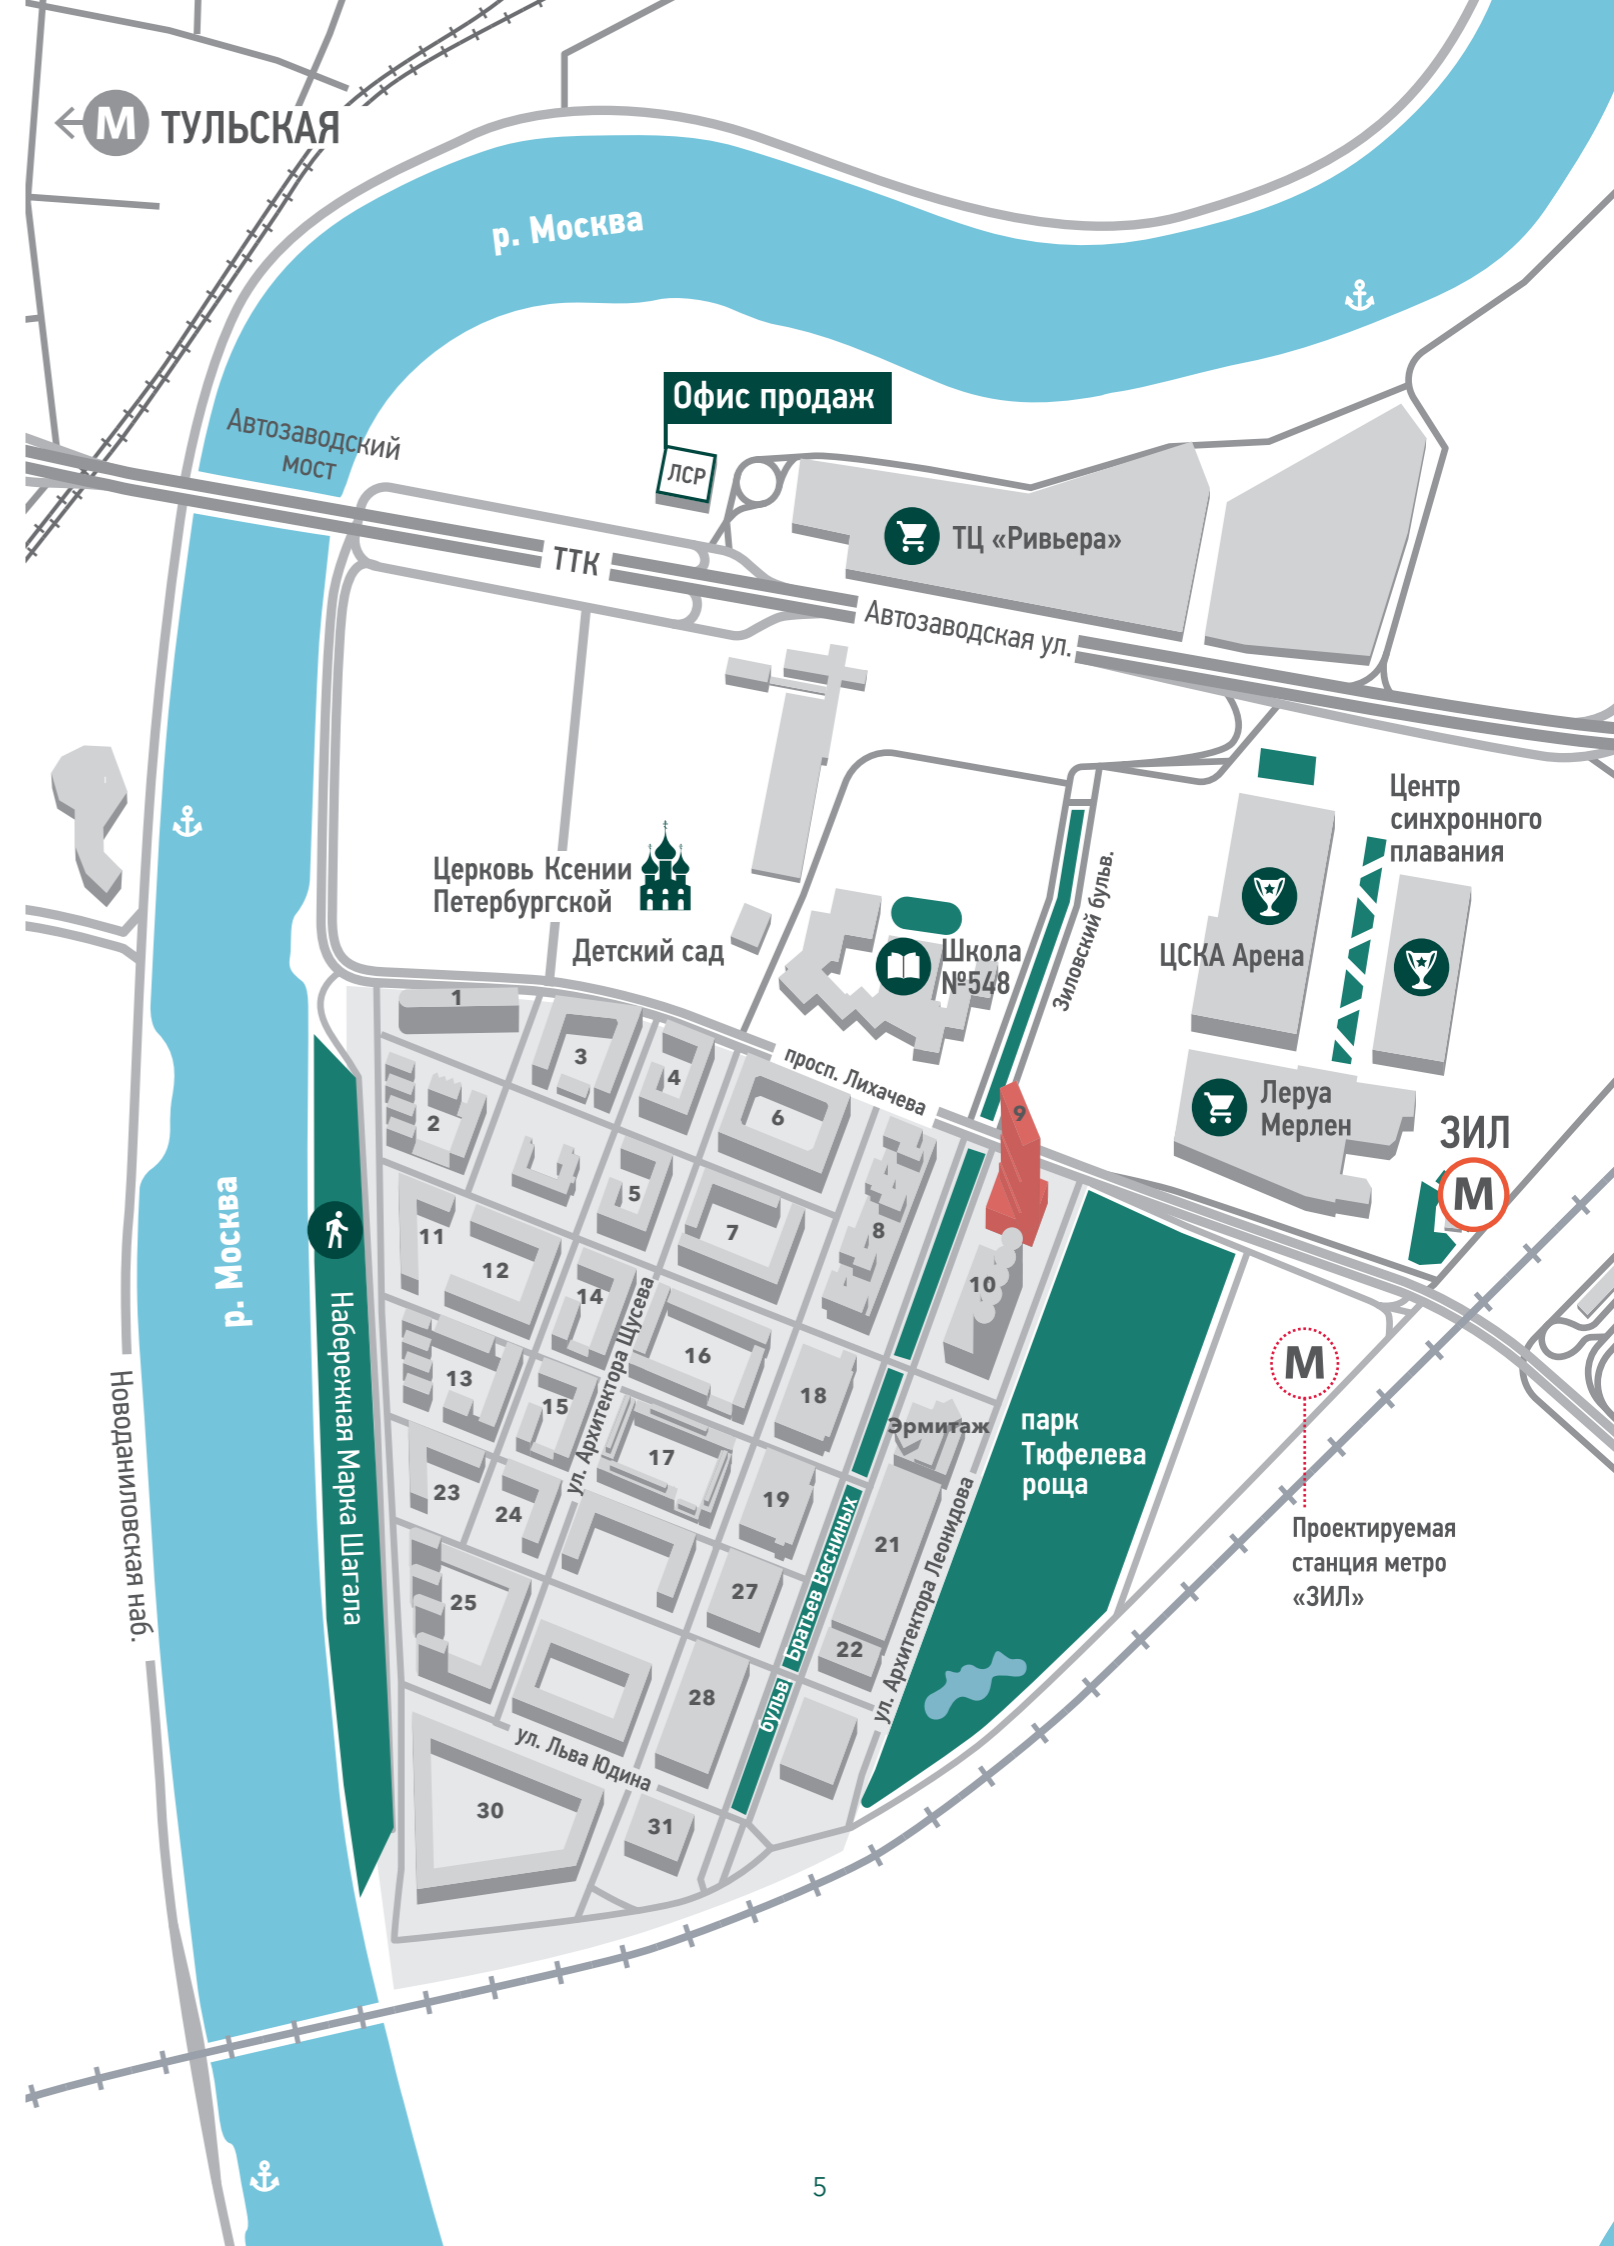 М ТУЛЬСКАЯ
р. Москва
Офис продаж
Автозаводский
мост
ЛСР
ТЦ «Ривьера»
ТТК
Автозаводская ул.
Центр
синхронного
плавания
Церковь Ксении
Петербургской
Детский сад
Школа
№548
Зиловский бульв.
ЦСКА Арена
просп. Лихачева
Леруа
Мерлен
ЗИЛ
М
1
2
3
4
5
6
7
8
9
10
11
12
13
14
15
16
17
18
19
21
22
23
24
25
27
28
30
31
р. Москва
Набережная Марка Шагала
Новоданиловская наб.
ул. Архитектора Щусева
Эрмитаж
парк
Тюфелева
роща
М
Проектируемая
станция метро
«ЗИЛ»
бульв Братьев Весниных
ул. Архитектора Леонидова
ул. Льва Юдина
5